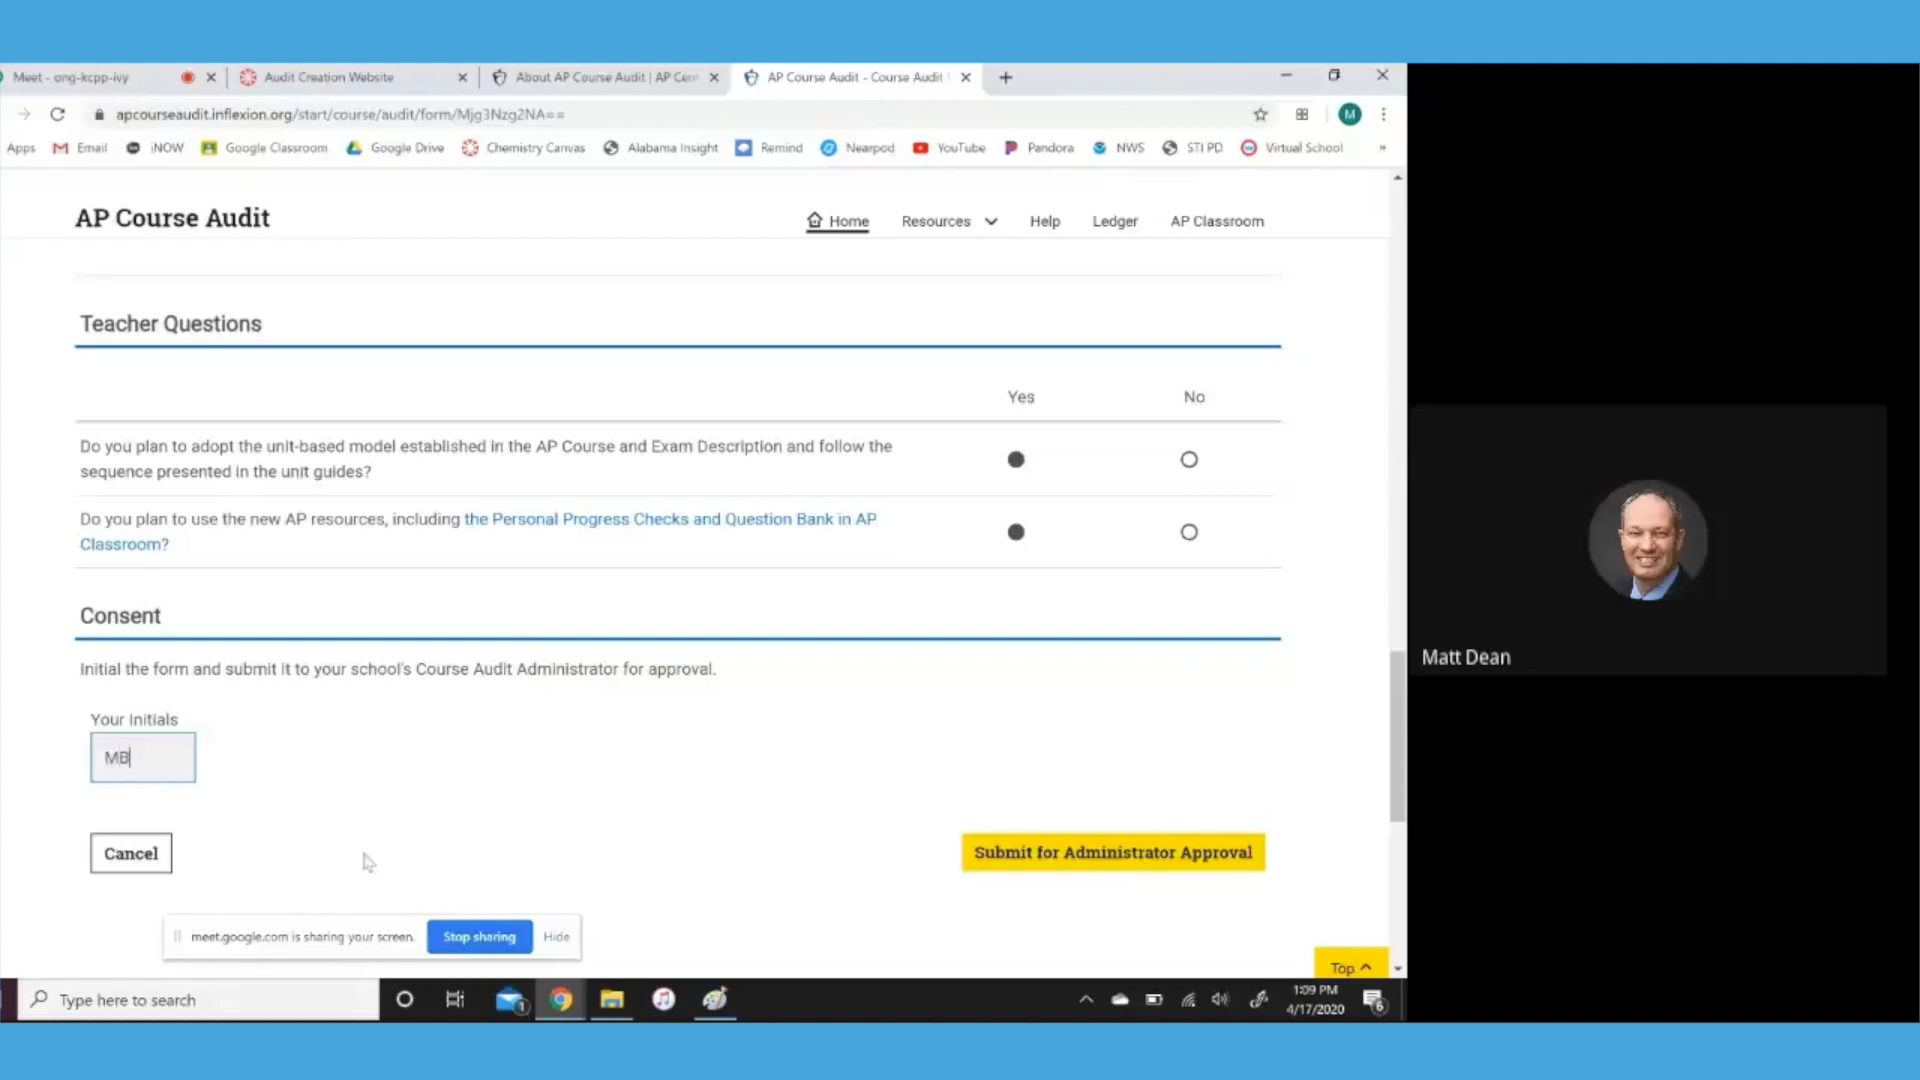 Meet - ong-kcpp-ivy
Audit Creation Website
About AP Course Audit | AP Cen
AP Course Audit - Course Audit
apcourseaudit.inflexion.org/start/course/audit/form/Mjg3Nzg2NA==
M
Apps
Email
iNOW
Google Classroom
Google Drive
Chemistry Canvas
Alabama Insight
Remind
Nearpod
YouTube
Pandora
NWS
STI PD
Virtual School
»
AP Course Audit
Home
Resources
Help
Ledger
AP Classroom
Teacher Questions
Yes
No
Do you plan to adopt the unit-based model established in the AP Course and Exam Description and follow the
sequence presented in the unit guides?
Do you plan to use the new AP resources, including the Personal Progress Checks and Question Bank in AP
Classroom?
Consent
Initial the form and submit it to your school's Course Audit Administrator for approval.
Your Initials
MB
Cancel
Submit for Administrator Approval
meet.google.com is sharing your screen.
Stop sharing
Hide
Top
Matt Dean
Type here to search
1
1:09 PM
4/17/2020
6